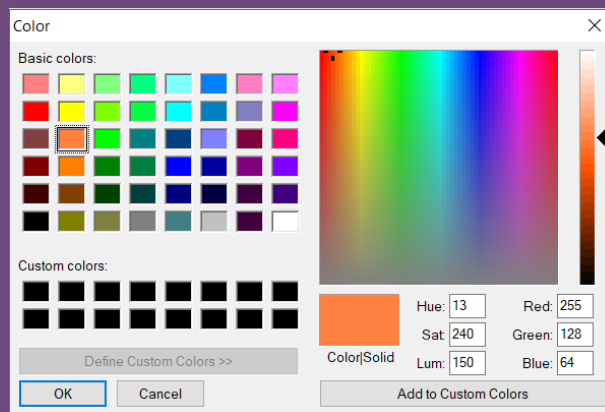 Color
Basic colors:
Custom colors:
Define Custom Colors >>
OK
Cancel
Color|Solid
Hue: 13
Sat: 240
Lum: 150
Red: 255
Green: 128
Blue: 64
Add to Custom Colors